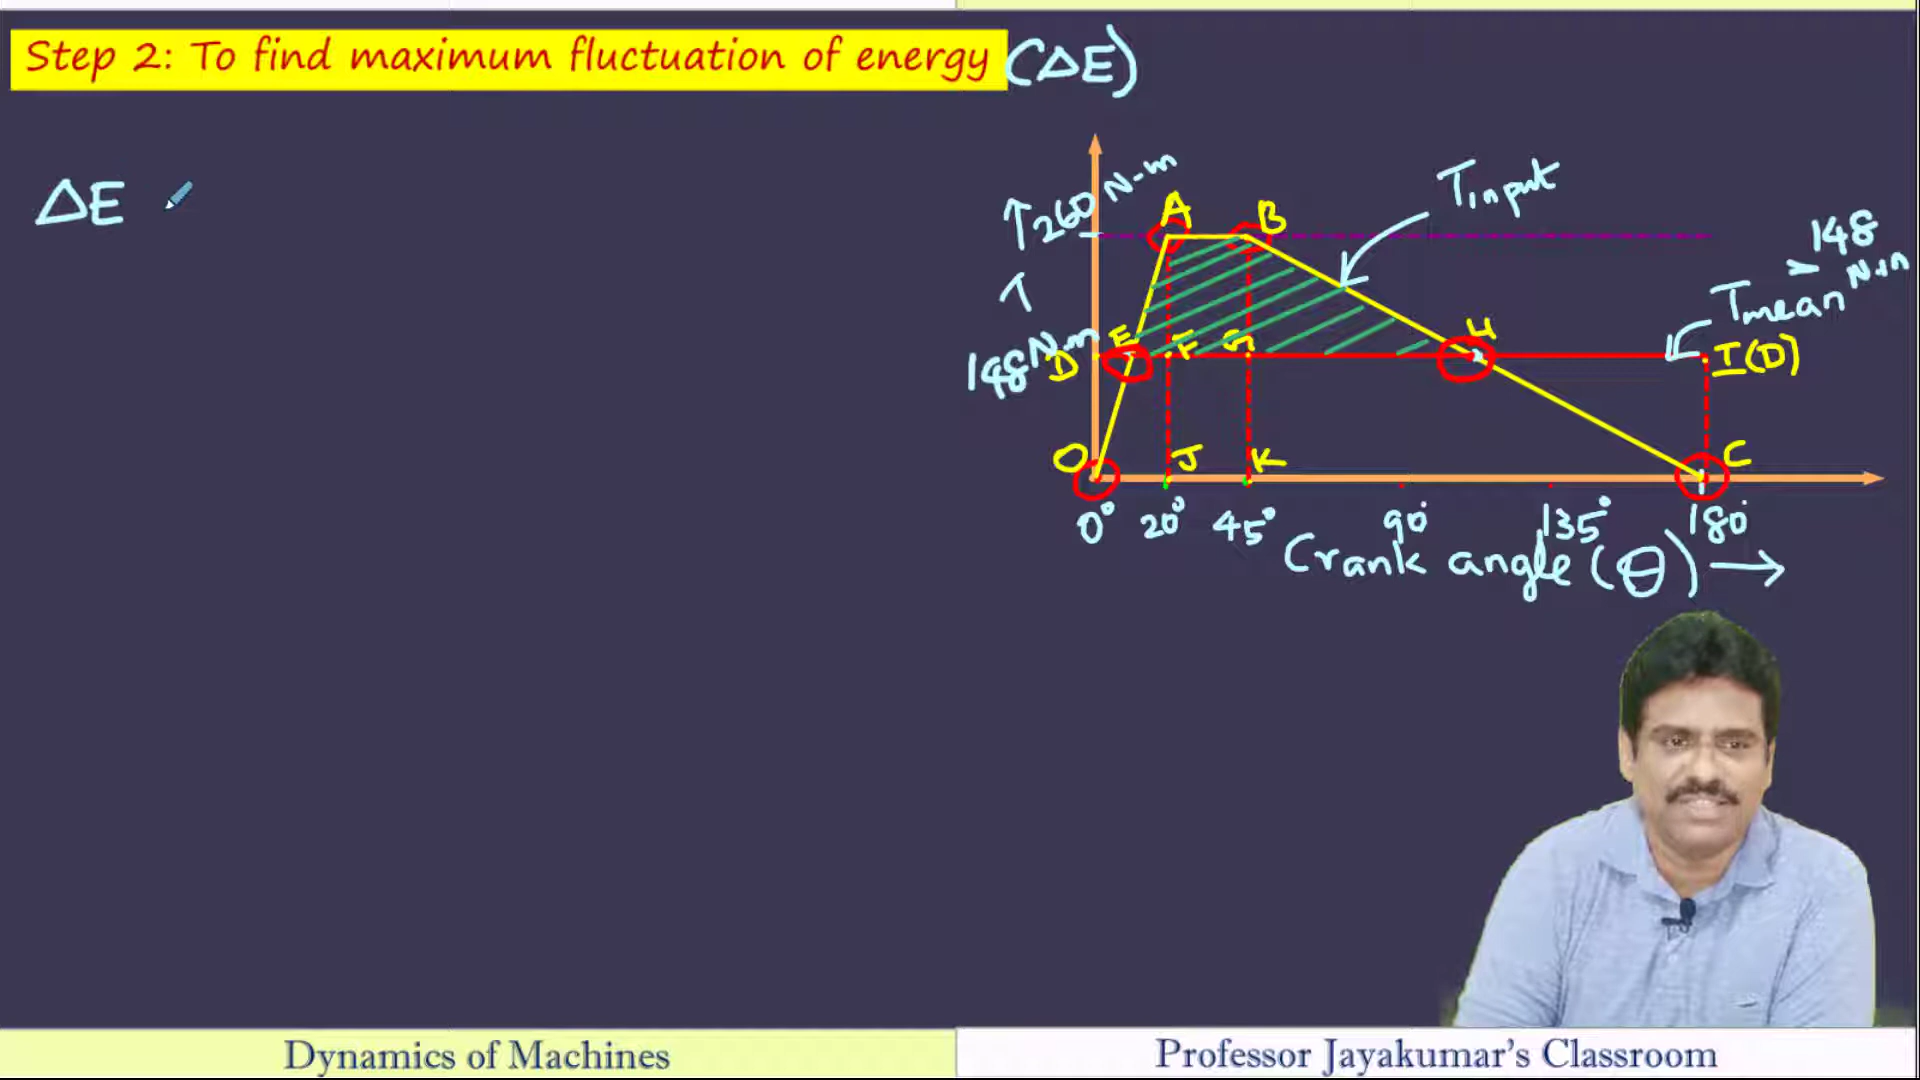 Step 2: To find maximum fluctuation of energy (ΔE)
ΔE
↑260 N-m
A
B
Tinput
148
N-m
Tmean
↑
148 N-m
D
E
F
G
H
I(D)
O
J
K
C
0° 20° 45° 90° 135° 180°
Crank angle (θ) →
Dynamics of Machines
Professor Jayakumar's Classroom